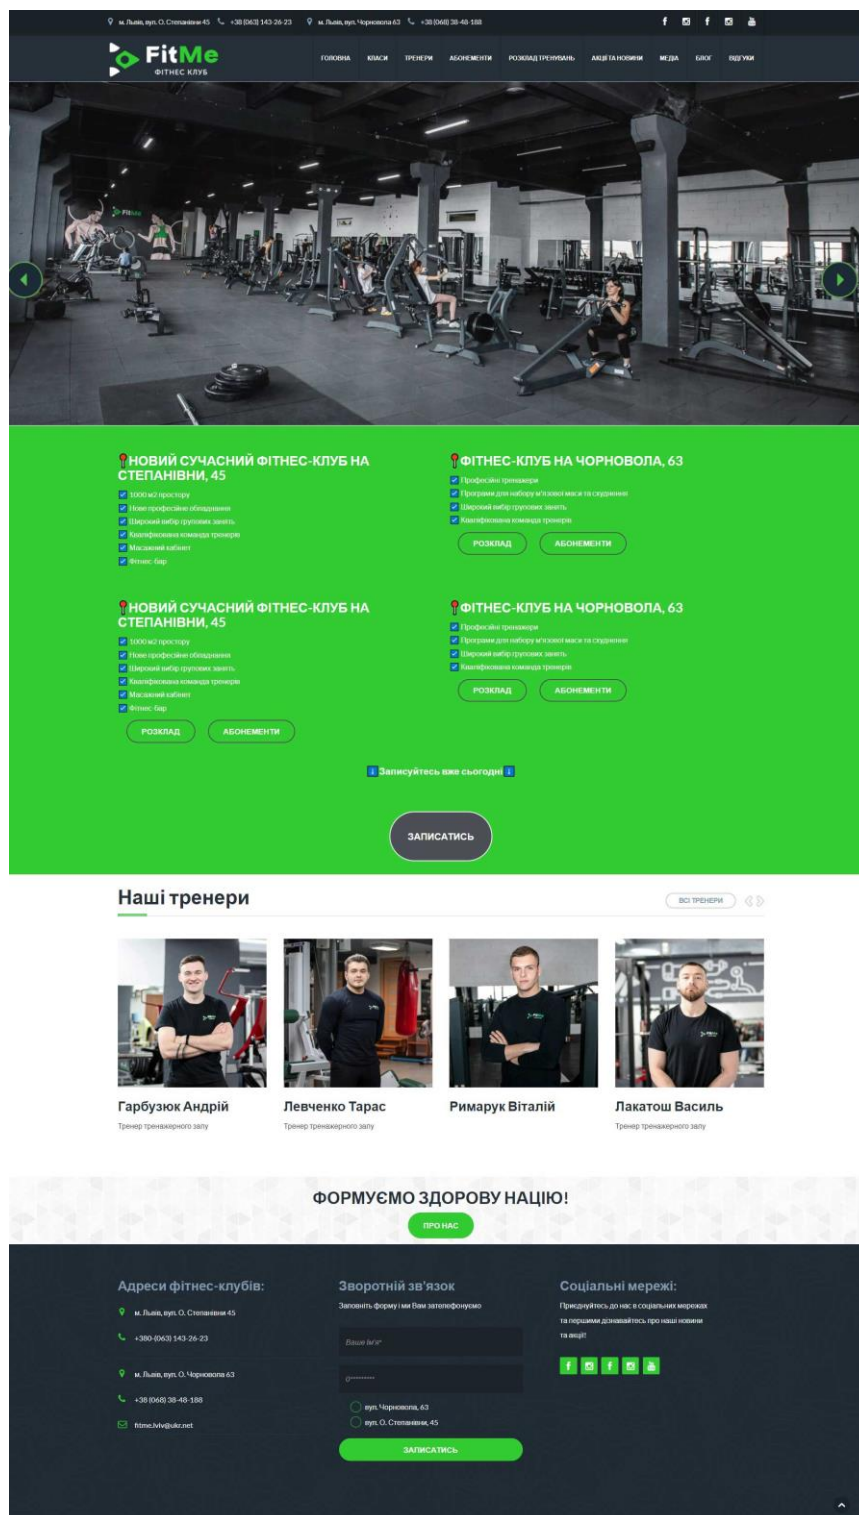 м. Львів, вул. О. Степанівни 45 +38 (063) 143-26-23 м. Львів, вул. Чорновола 63 +38 (068) 38-48-188
FitMe
ФІТНЕС КЛУБ
ГОЛОВНА КЛАСИ ТРЕНЕРИ АБОНЕМЕНТИ РОЗКЛАД ТРЕНУВАНЬ АКЦІЇ ТА НОВИНИ МЕДІА БЛОГ ВІДГУКИ
FitMe
НОВИЙ СУЧАСНИЙ ФІТНЕС-КЛУБ НА
СТЕПАНІВНИ, 45
1000 м2 простору
Нове професійне обладнання
Широкий вибір групових занять
Кваліфікована команда тренерів
Масажний кабінет
Фітнес-бар
ФІТНЕС-КЛУБ НА ЧОРНОВОЛА, 63
Професійні тренажери
Програми для набору м'язової маси та схуднення
Широкий вибір групових занять
Кваліфікована команда тренерів
РОЗКЛАД АБОНЕМЕНТИ
НОВИЙ СУЧАСНИЙ ФІТНЕС-КЛУБ НА
СТЕПАНІВНИ, 45
1000 м2 простору
Нове професійне обладнання
Широкий вибір групових занять
Кваліфікована команда тренерів
Масажний кабінет
Фітнес-бар
РОЗКЛАД АБОНЕМЕНТИ
ФІТНЕС-КЛУБ НА ЧОРНОВОЛА, 63
Професійні тренажери
Програми для набору м'язової маси та схуднення
Широкий вибір групових занять
Кваліфікована команда тренерів
РОЗКЛАД АБОНЕМЕНТИ
Записуйтесь вже сьогодні
ЗАПИСАТИСЬ
Наші тренери
ВСІ ТРЕНЕРИ
Гарбузюк Андрій
Тренер тренажерного залу
Левченко Тарас
Тренер тренажерного залу
Римарук Віталій
Лакатош Василь
Тренер тренажерного залу
ФОРМУЄМО ЗДОРОВУ НАЦІЮ!
ПРО НАС
Адреси фітнес-клубів:
м. Львів, вул. О. Степанівни 45
+380-(063) 143-26-23
м. Львів, вул. О. Чорновола 63
+38 (068) 38-48-188
fitme.lviv@ukr.net
Зворотній зв'язок
Заповніть форму і ми Вам зателефонуємо
Ваше Ім'я*
0*********
вул. Чорновола, 63
вул. О. Степанівни, 45
ЗАПИСАТИСЬ
Соціальні мережі:
Приєднуйтесь до нас в соціальних мережах
та першими дізнавайтесь про наші новини
та акції!